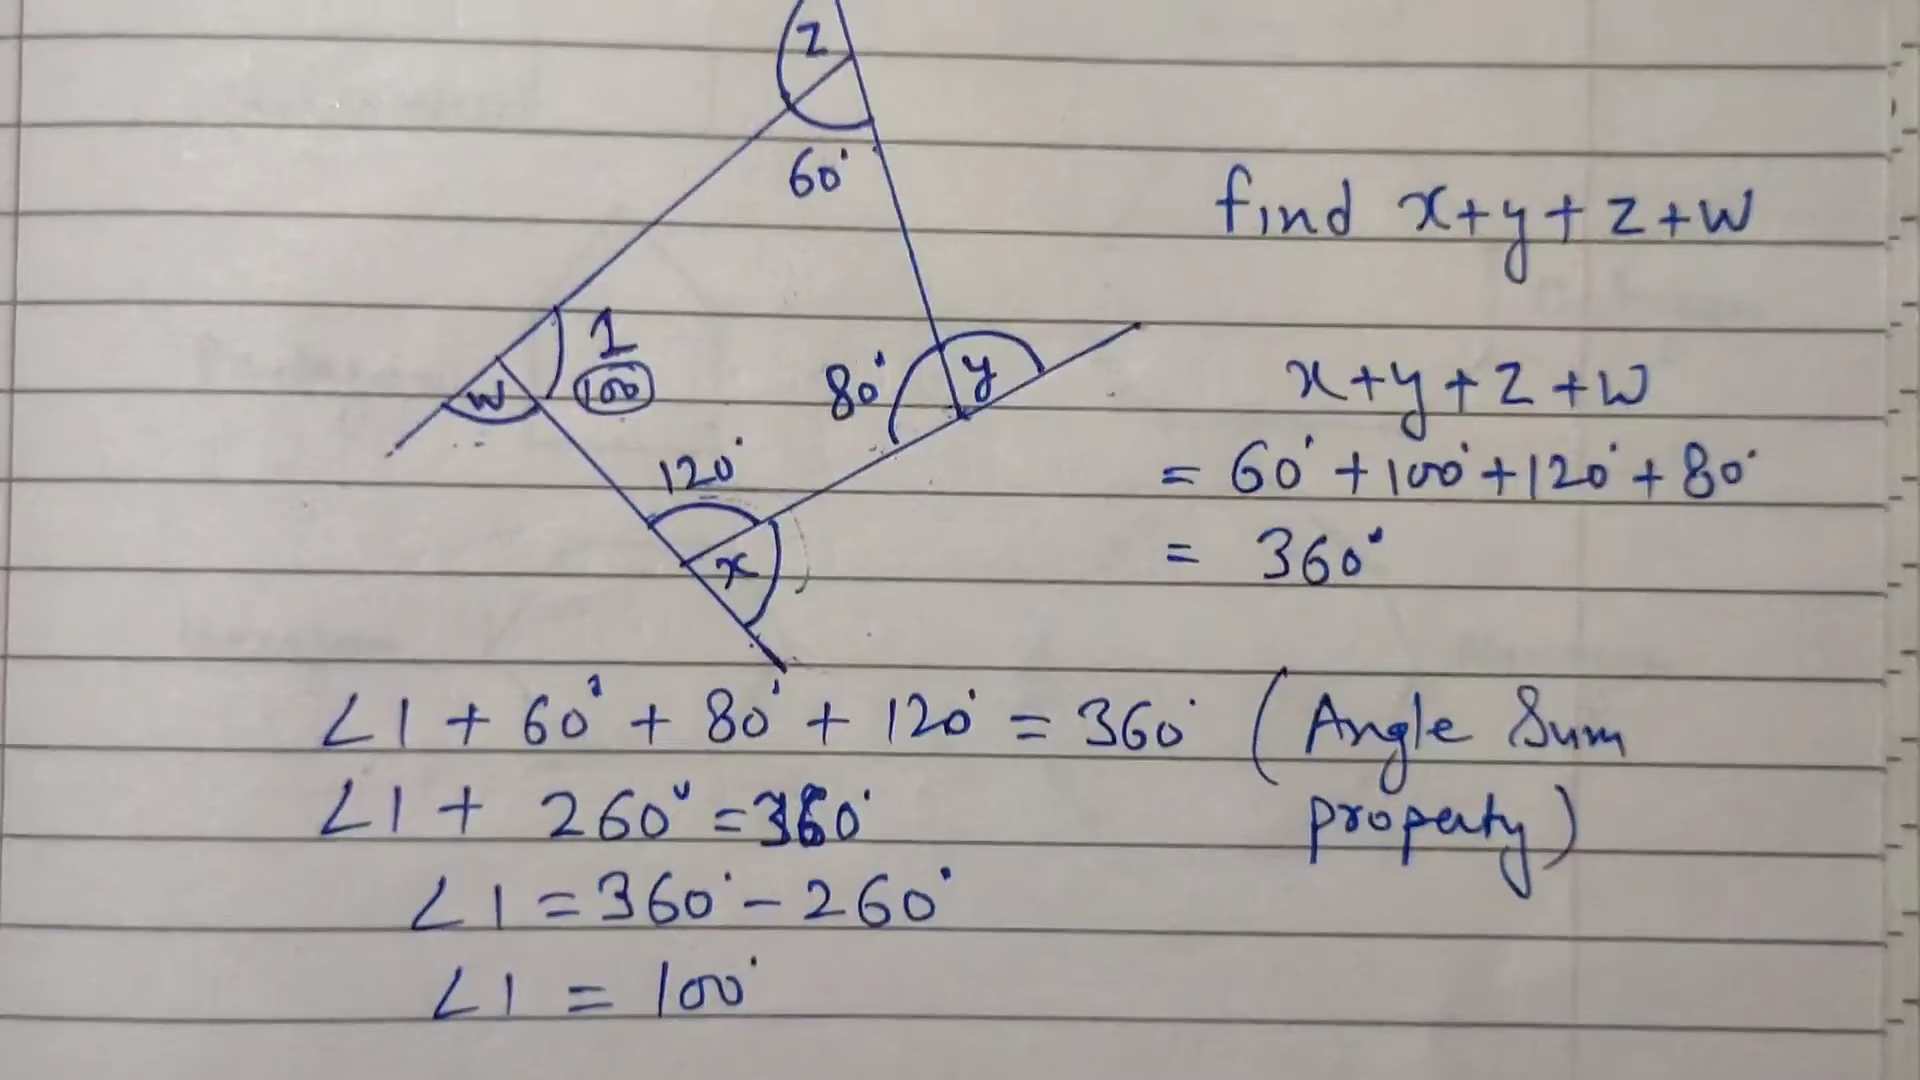 z
60°
find x+y+z+w
1
100
w
80°
y
x+y+z+w
120°
= 60°+100°+120°+80°
= 360°
x
∠1 + 60° + 80° + 120° = 360° (Angle Sum
∠1 + 260° = 360° property)
∠1 = 360° - 260°
∠1 = 100°